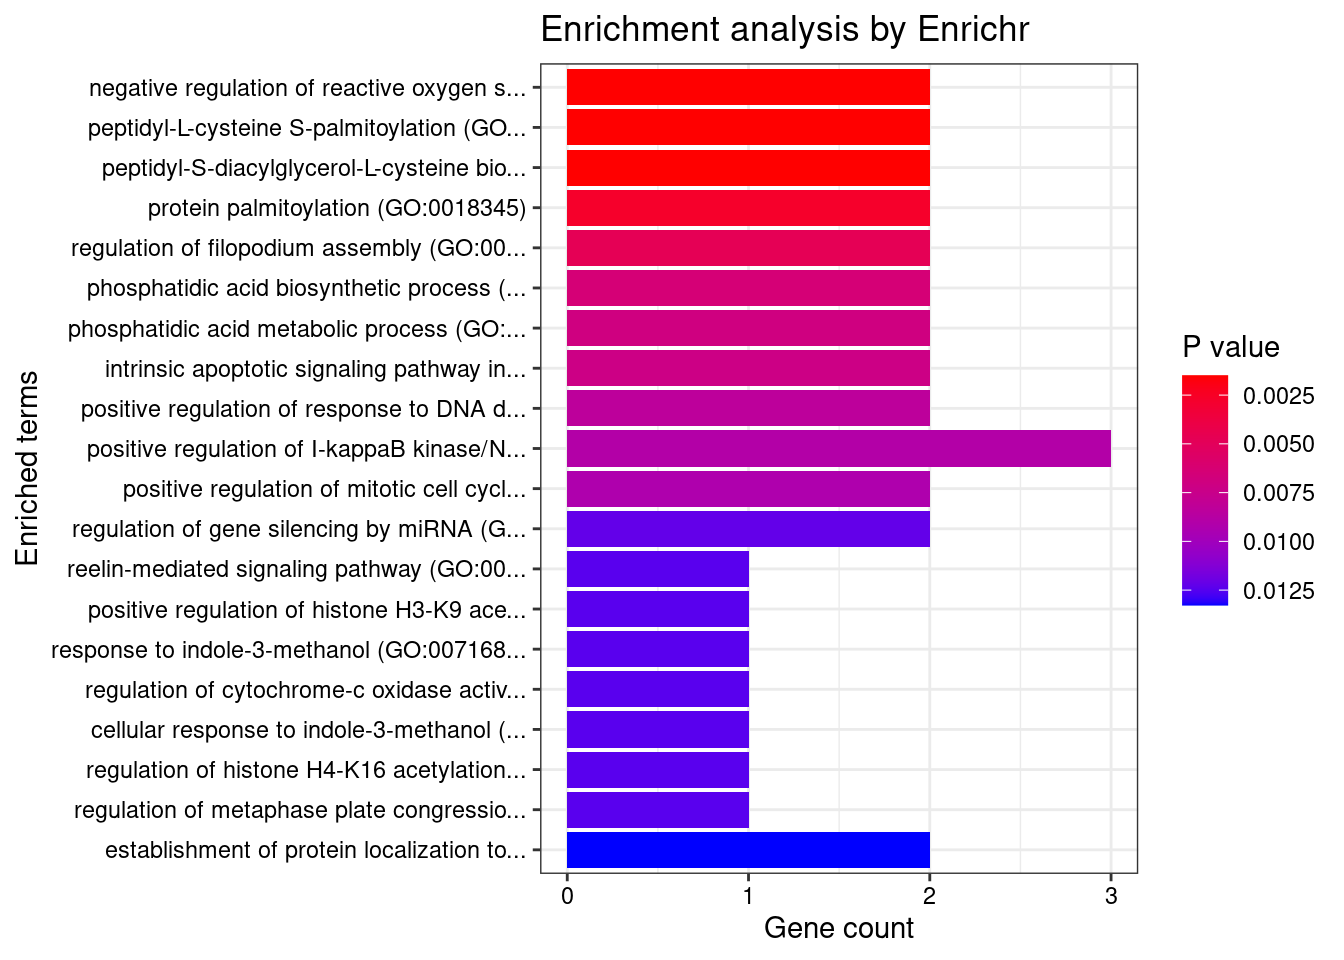 Enrichment analysis by Enrichr
negative regulation of reactive oxygen s...
peptidyl-L-cysteine S-palmitoylation (GO...
peptidyl-S-diacylglycerol-L-cysteine bio...
protein palmitoylation (GO:0018345)
regulation of filopodium assembly (GO:00...
phosphatidic acid biosynthetic process (...
phosphatidic acid metabolic process (GO:...
intrinsic apoptotic signaling pathway in...
positive regulation of response to DNA d...
positive regulation of I-kappaB kinase/N...
positive regulation of mitotic cell cycl...
regulation of gene silencing by miRNA (G...
reelin-mediated signaling pathway (GO:00...
positive regulation of histone H3-K9 ace...
response to indole-3-methanol (GO:007168...
regulation of cytochrome-c oxidase activ...
cellular response to indole-3-methanol (...
regulation of histone H4-K16 acetylation...
regulation of metaphase plate congressio...
establishment of protein localization to...
Enriched terms
0 1 2 3
Gene count
P value
0.0025
0.0050
0.0075
0.0100
0.0125